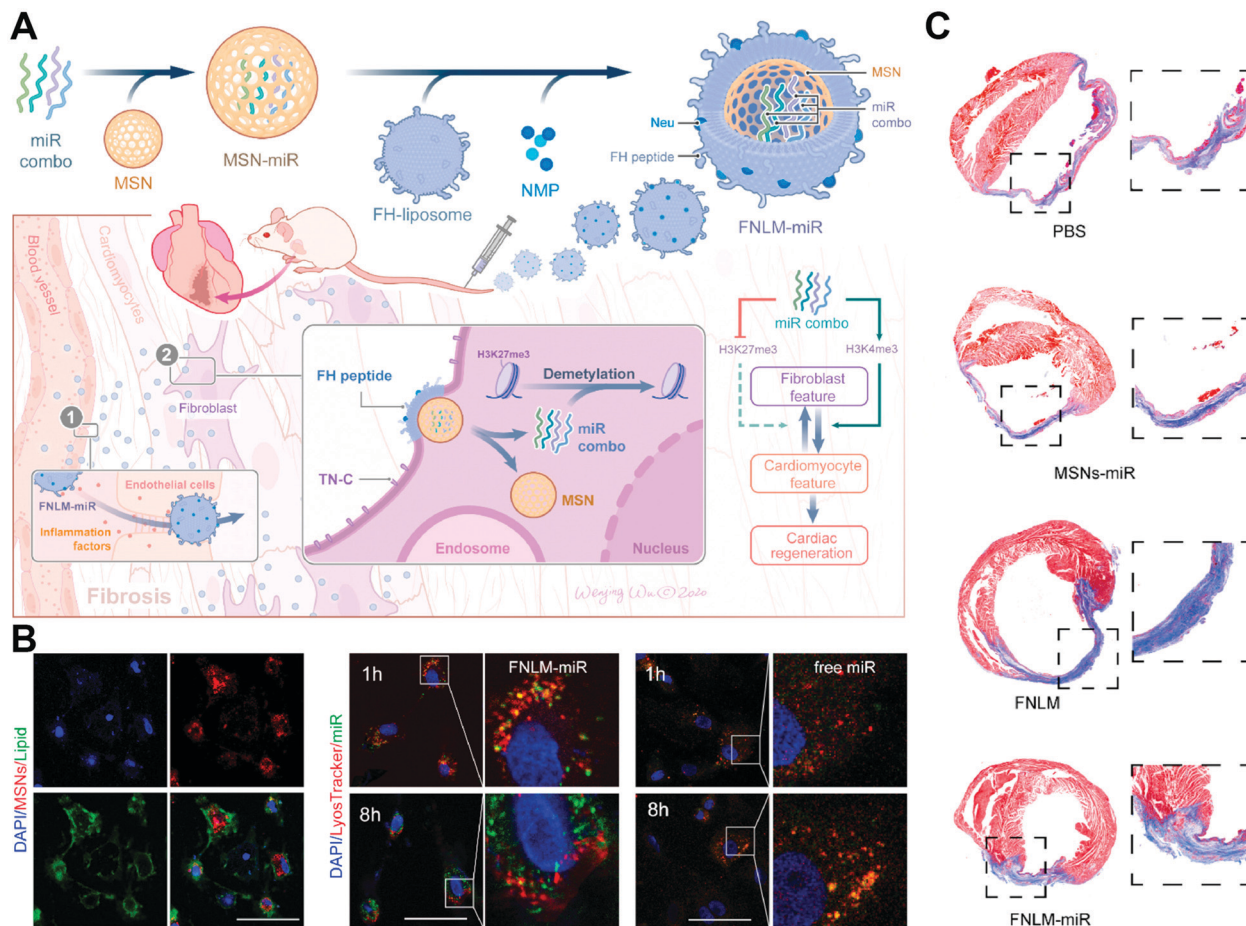 A
miR
combo
MSN
MSN-miR
FH-liposome
NMP
Neu
FH peptide
MSN
miR
combo
FNLM-miR
Blood vessel
Cardiomyocytes
2
Fibroblast
1
Endothelial cells
FNLM-miR
Inflammation
factors
Fibrosis
FH peptide
TN-C
H3K27me3
Demetylation
miR
combo
MSN
Endosome
Nucleus
miR combo
H3K27me3
H3K4me3
Fibroblast
feature
Cardiomyocyte
feature
Cardiac
regeneration
Wenjing Wu © 2020
B
DAPI/MSNs/Lipid
DAPI/LyosTracker/miR
1h
FNLM-miR
8h
1h
free miR
8h
C
PBS
MSNs-miR
FNLM
FNLM-miR